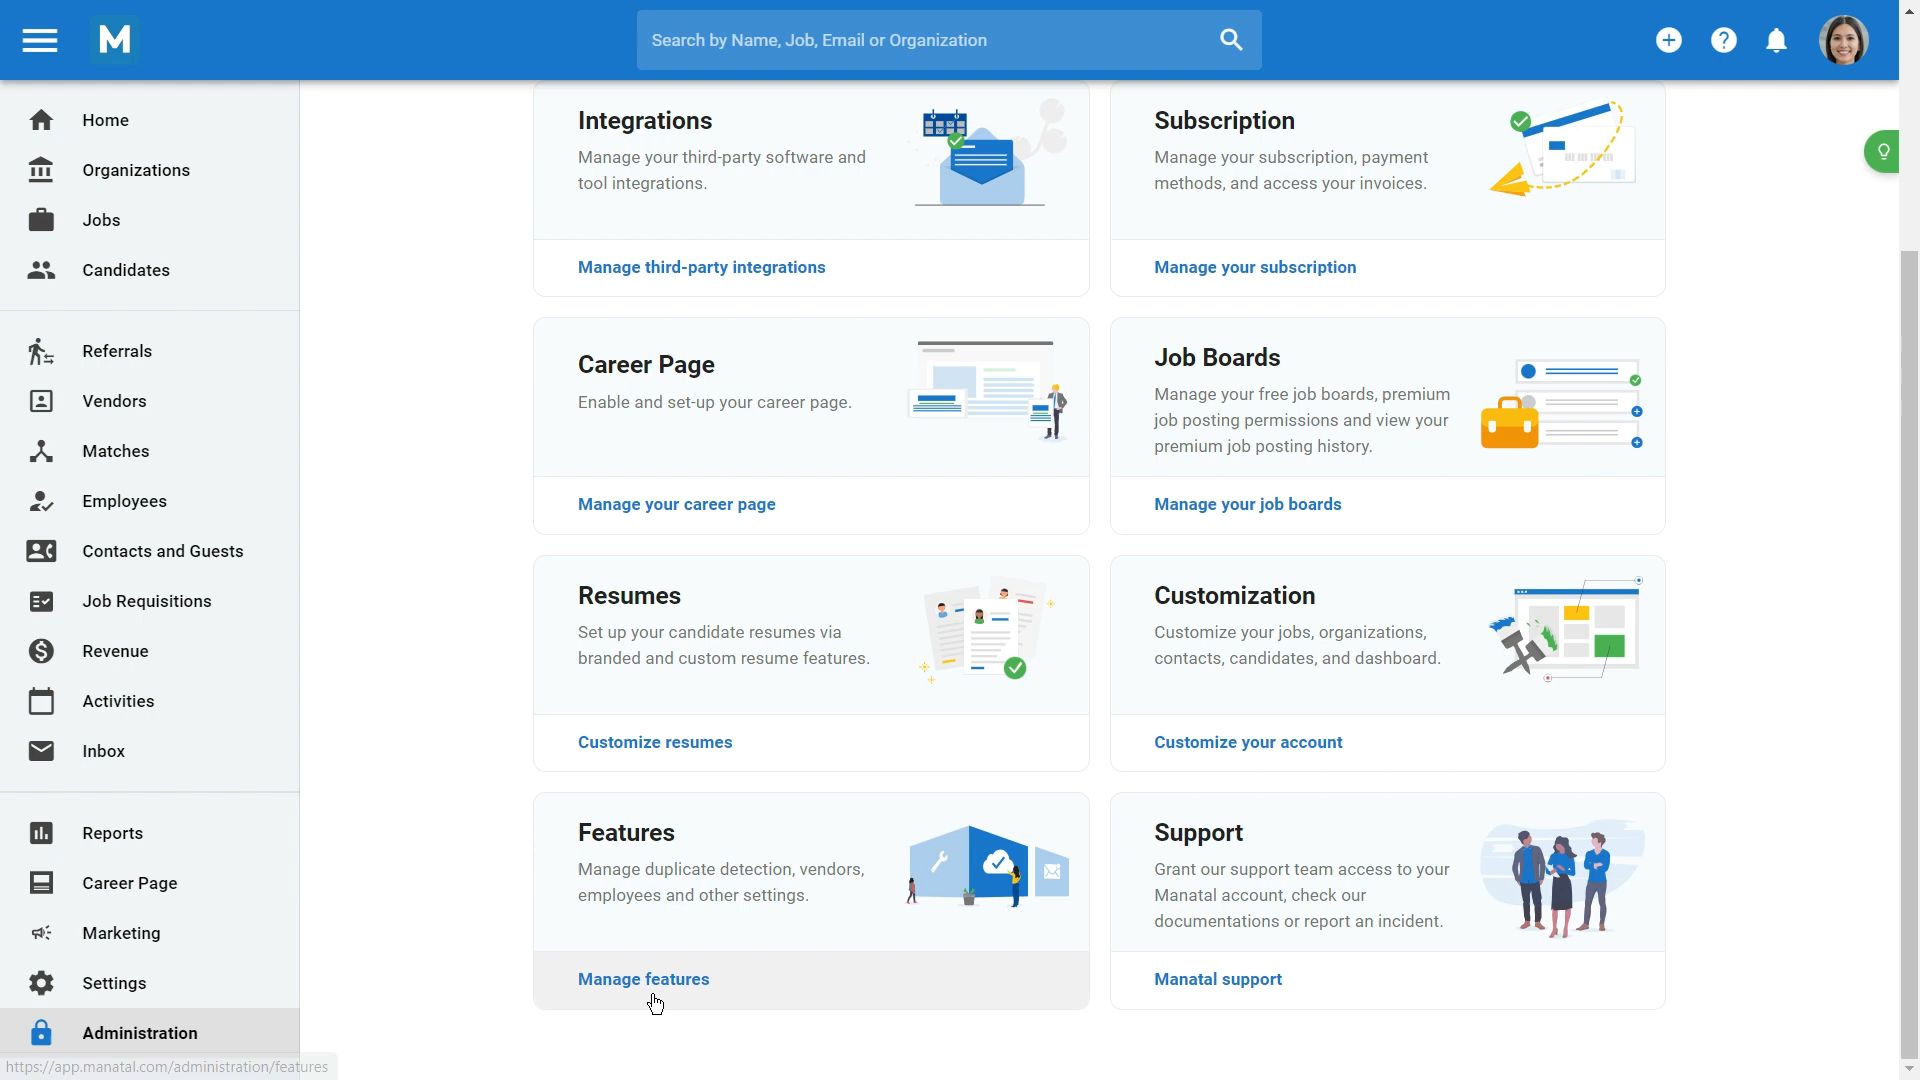 M
Search by Name, Job, Email or Organization
Home
Organizations
Jobs
Candidates
Referrals
Vendors
Matches
Employees
Contacts and Guests
Job Requisitions
Revenue
Activities
Inbox
Reports
Career Page
Marketing
Settings
Administration
https://app.manatal.com/administration/features
Integrations
Manage your third-party software and
tool integrations.
Manage third-party integrations
Subscription
Manage your subscription, payment
methods, and access your invoices.
Manage your subscription
Career Page
Enable and set-up your career page.
Manage your career page
Job Boards
Manage your free job boards, premium
job posting permissions and view your
premium job posting history.
Manage your job boards
Resumes
Set up your candidate resumes via
branded and custom resume features.
Customize resumes
Customization
Customize your jobs, organizations,
contacts, candidates, and dashboard.
Customize your account
Features
Manage duplicate detection, vendors,
employees and other settings.
Manage features
Support
Grant our support team access to your
Manatal account, check our
documentations or report an incident.
Manatal support